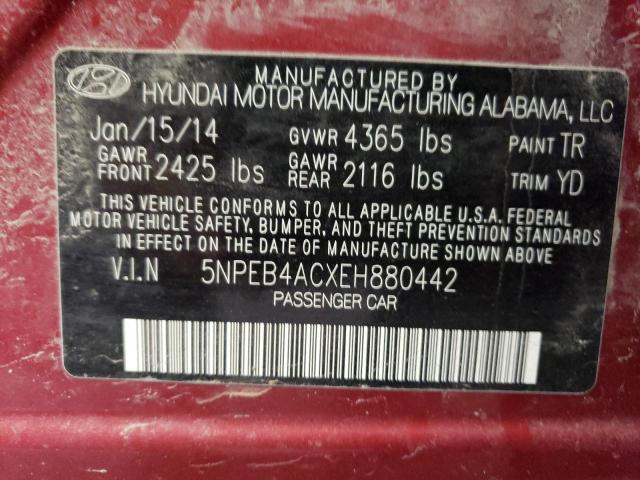 MANUFACTURED BY
HYUNDAI MOTOR MANUFACTURING ALABAMA, LLC
Jan/15/14 GVWR 4365 lbs PAINT TR
GAWR FRONT 2425 lbs GAWR REAR 2116 lbs TRIM YD
THIS VEHICLE CONFORMS TO ALL APPLICABLE U.S.A. FEDERAL
MOTOR VEHICLE SAFETY, BUMPER, AND THEFT PREVENTION STANDARDS
IN EFFECT ON THE DATE OF MANUFACTURE SHOWN ABOVE.
V.I.N 5NPEB4ACXEH880442
PASSENGER CAR